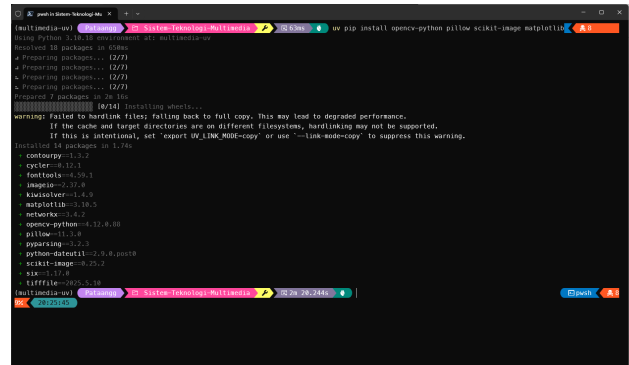 pwsh in Sistem-Teknologi-Mu
(multimedia-uv) Pataangg Sistem-Teknologi-Multimedia 63ms uv pip install opencv-python pillow scikit-image matplotlib 8
Using Python 3.10.18 environment at: multimedia-uv
Resolved 18 packages in 650ms
Preparing packages... (2/7)
Preparing packages... (2/7)
Preparing packages... (2/7)
Preparing packages... (2/7)
Prepared 7 packages in 2m 16s
[0/14] Installing wheels...
warning: Failed to hardlink files; falling back to full copy. This may lead to degraded performance.
If the cache and target directories are on different filesystems, hardlinking may not be supported.
If this is intentional, set `export UV_LINK_MODE=copy` or use `--link-mode=copy` to suppress this warning.
Installed 14 packages in 1.74s
+ contourpy==1.3.2
+ cycler==0.12.1
+ fonttools==4.59.1
+ imageio==2.37.0
+ kiwisolver==1.4.9
+ matplotlib==3.10.5
+ networkx==3.4.2
+ opencv-python==4.12.0.88
+ pillow==11.3.0
+ pyparsing==3.2.3
+ python-dateutil==2.9.0.post0
+ scikit-image==0.25.2
+ six==1.17.0
+ tifffile==2025.5.10
(multimedia-uv) Pataangg Sistem-Teknologi-Multimedia 2m 20.244s pwsh 8
9% 20:25:45